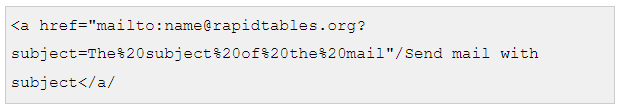 <a href="mailto:name@rapidtables.org?
subject=The%20subject%20of%20the%20mail"/Send mail with
subject</a/